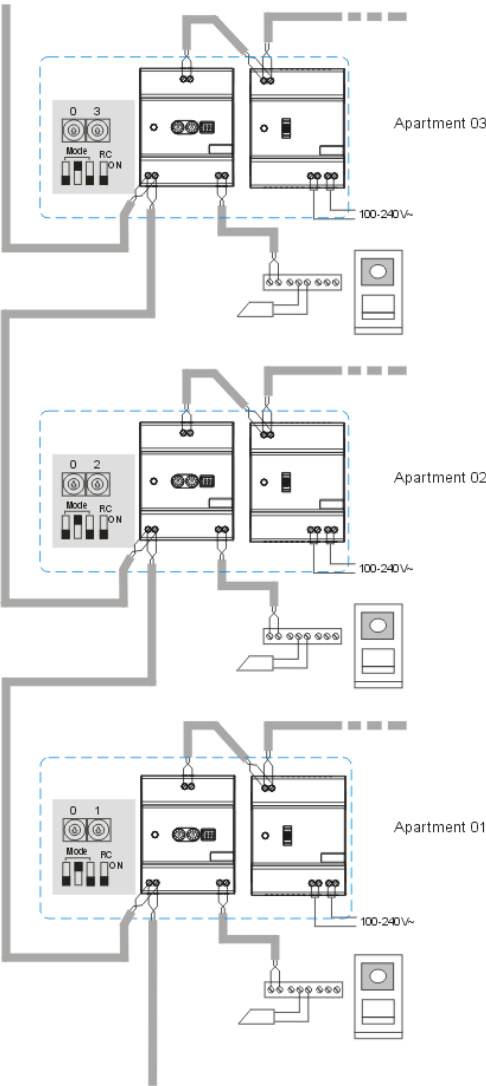 0 3
Mode RC
ON
Apartment 03
100-240V~
0 2
Mode RC
ON
Apartment 02
100-240V~
0 1
Mode RC
ON
Apartment 01
100-240V~